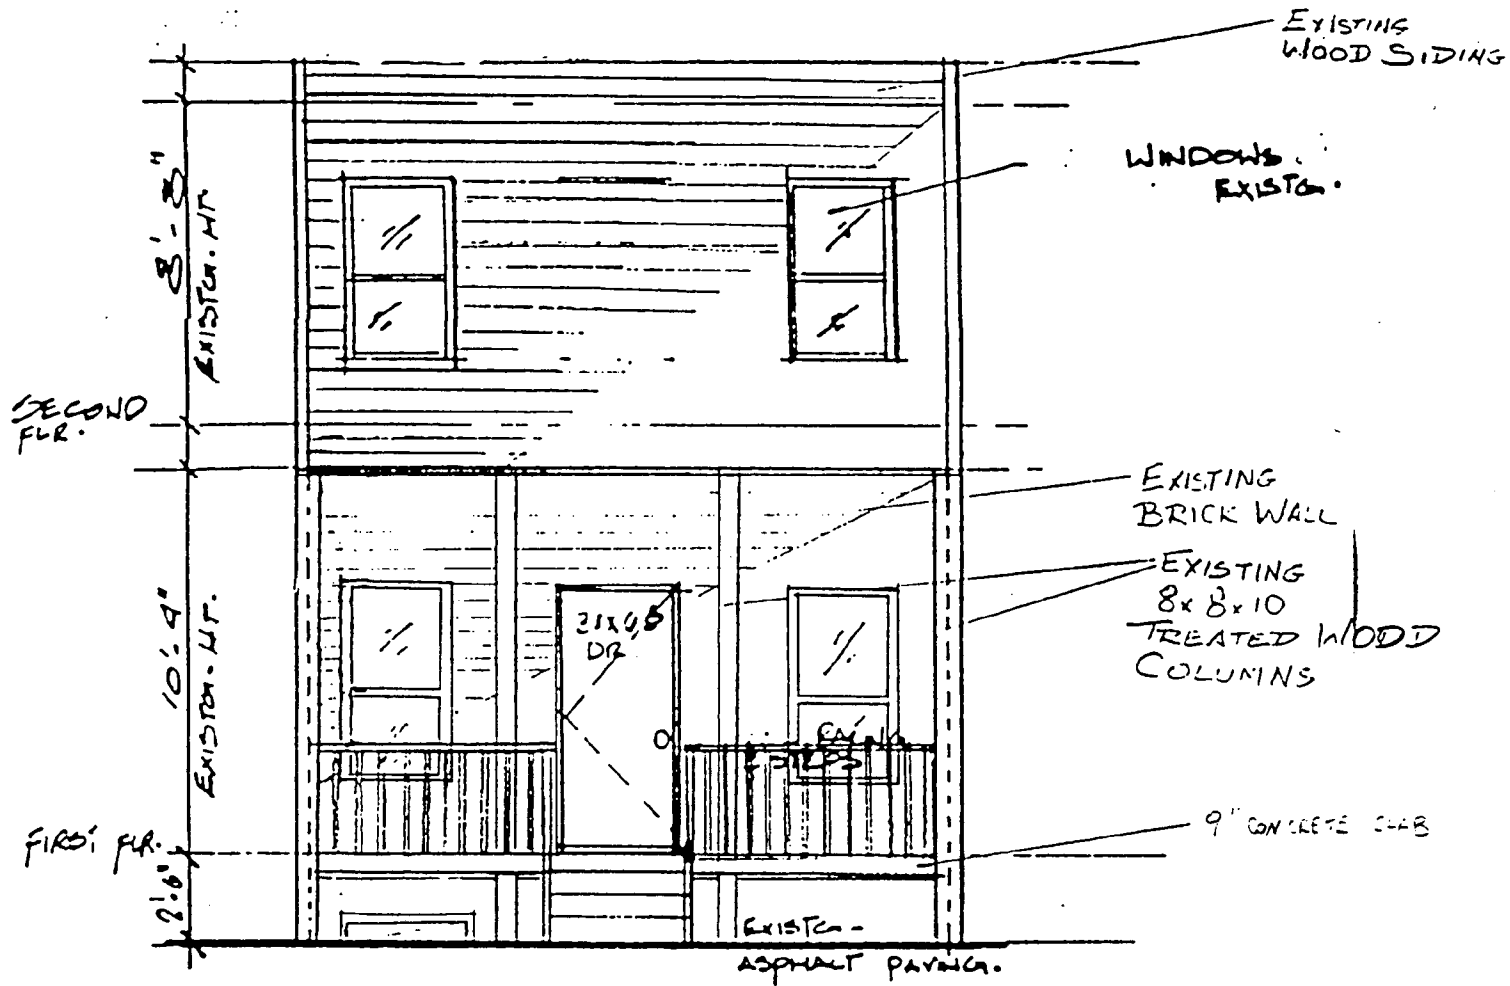 EXISTING
WOOD SIDING
WINDOWS.
EXISTG.
8'-8"
EXISTG. HT.
SECOND
FLR.
EXISTING
BRICK WALL
EXISTING
8x8x10
TREATED WOOD
COLUMNS
10'-4"
EXISTG. HT.
DR
9" CONCRETE SLAB
FIRST FLR.
2'-6"
EXISTG-
ASPHALT PAVING.